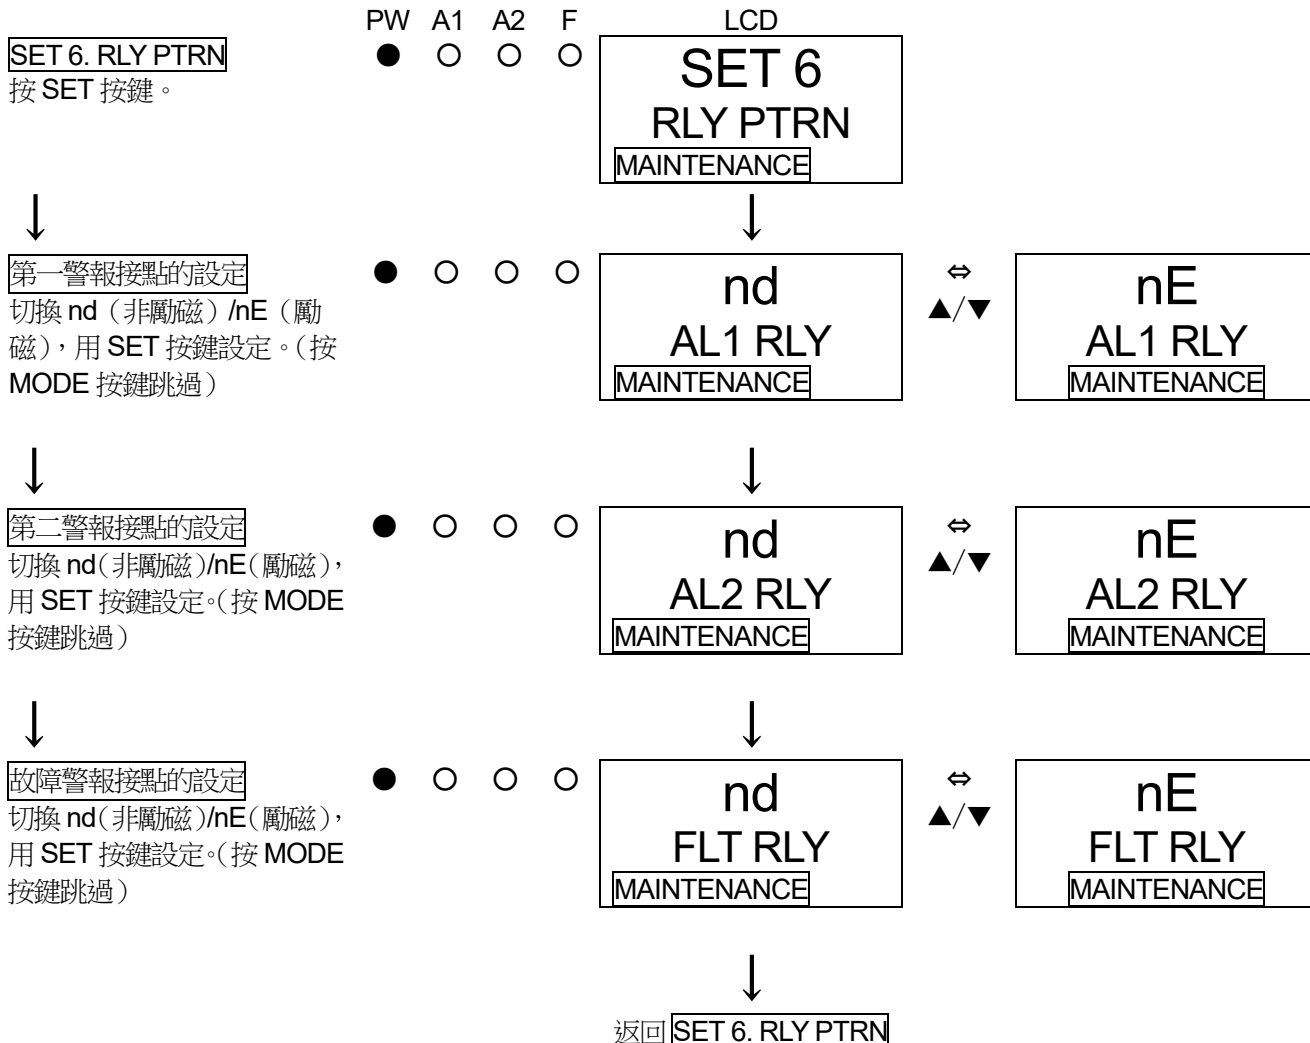 PW A1 A2 F LCD
SET 6. RLY PTRN
按 SET 按鍵。
● ○ ○ ○
SET 6
RLY PTRN
MAINTENANCE
↓ ↓
第一警報接點的設定
切換 nd（非勵磁）/nE（勵
磁），用 SET 按鍵設定。（按
MODE 按鍵跳過）
● ○ ○ ○
nd
AL1 RLY
MAINTENANCE
⇔
▲/▼
nE
AL1 RLY
MAINTENANCE
↓ ↓
第二警報接點的設定
切換 nd（非勵磁）/nE（勵磁），
用 SET 按鍵設定。（按 MODE
按鍵跳過）
● ○ ○ ○
nd
AL2 RLY
MAINTENANCE
⇔
▲/▼
nE
AL2 RLY
MAINTENANCE
↓ ↓
故障警報接點的設定
切換 nd（非勵磁）/nE（勵磁），
用 SET 按鍵設定。（按 MODE
按鍵跳過）
● ○ ○ ○
nd
FLT RLY
MAINTENANCE
⇔
▲/▼
nE
FLT RLY
MAINTENANCE
↓
返回 SET 6. RLY PTRN